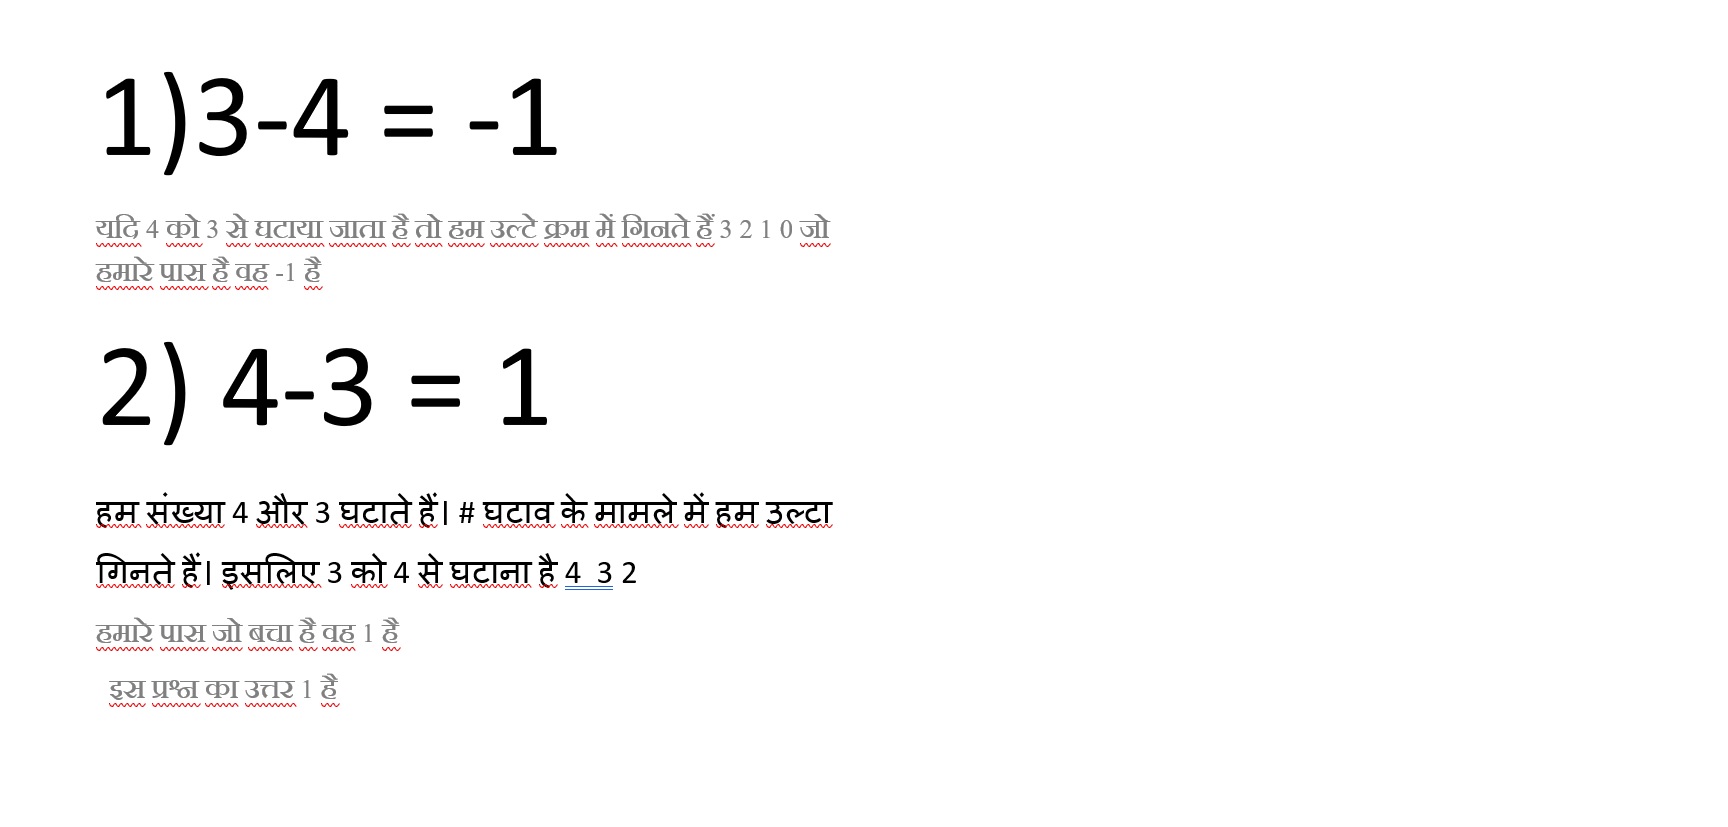 1)3-4 = -1
यदि 4 को 3 से घटाया जाता है तो हम उल्टे क्रम में गिनते हैं 3 2 1 0 जो
हमारे पास है वह -1 है
2) 4-3 = 1
हम संख्या 4 और 3 घटाते हैं| # घटाव के मामले में हम उल्टा
गिनते हैं| इसलिए 3 को 4 से घटाना है 4  3 2
हमारे पास जो बचा है वह 1 है
इस प्रश्न का उत्तर 1 है